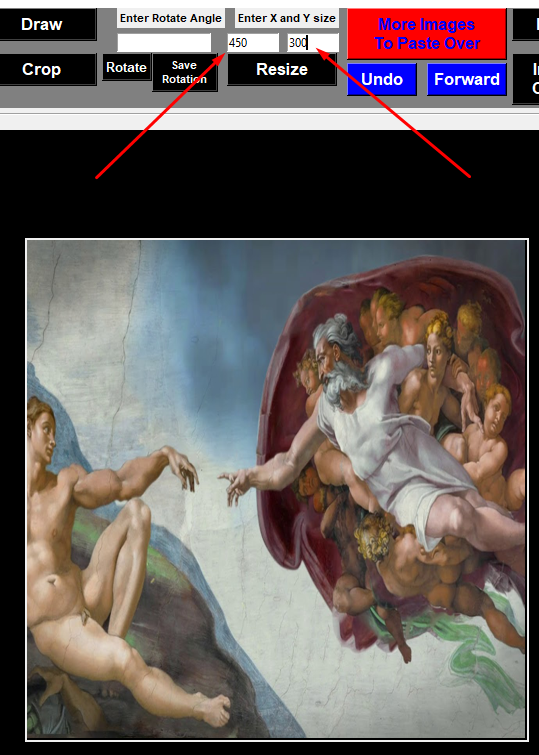 Draw
Enter Rotate Angle
Enter X and Y size
More Images
To Paste Over
450
300
Crop
Rotate
Save
Rotation
Resize
Undo
Forward